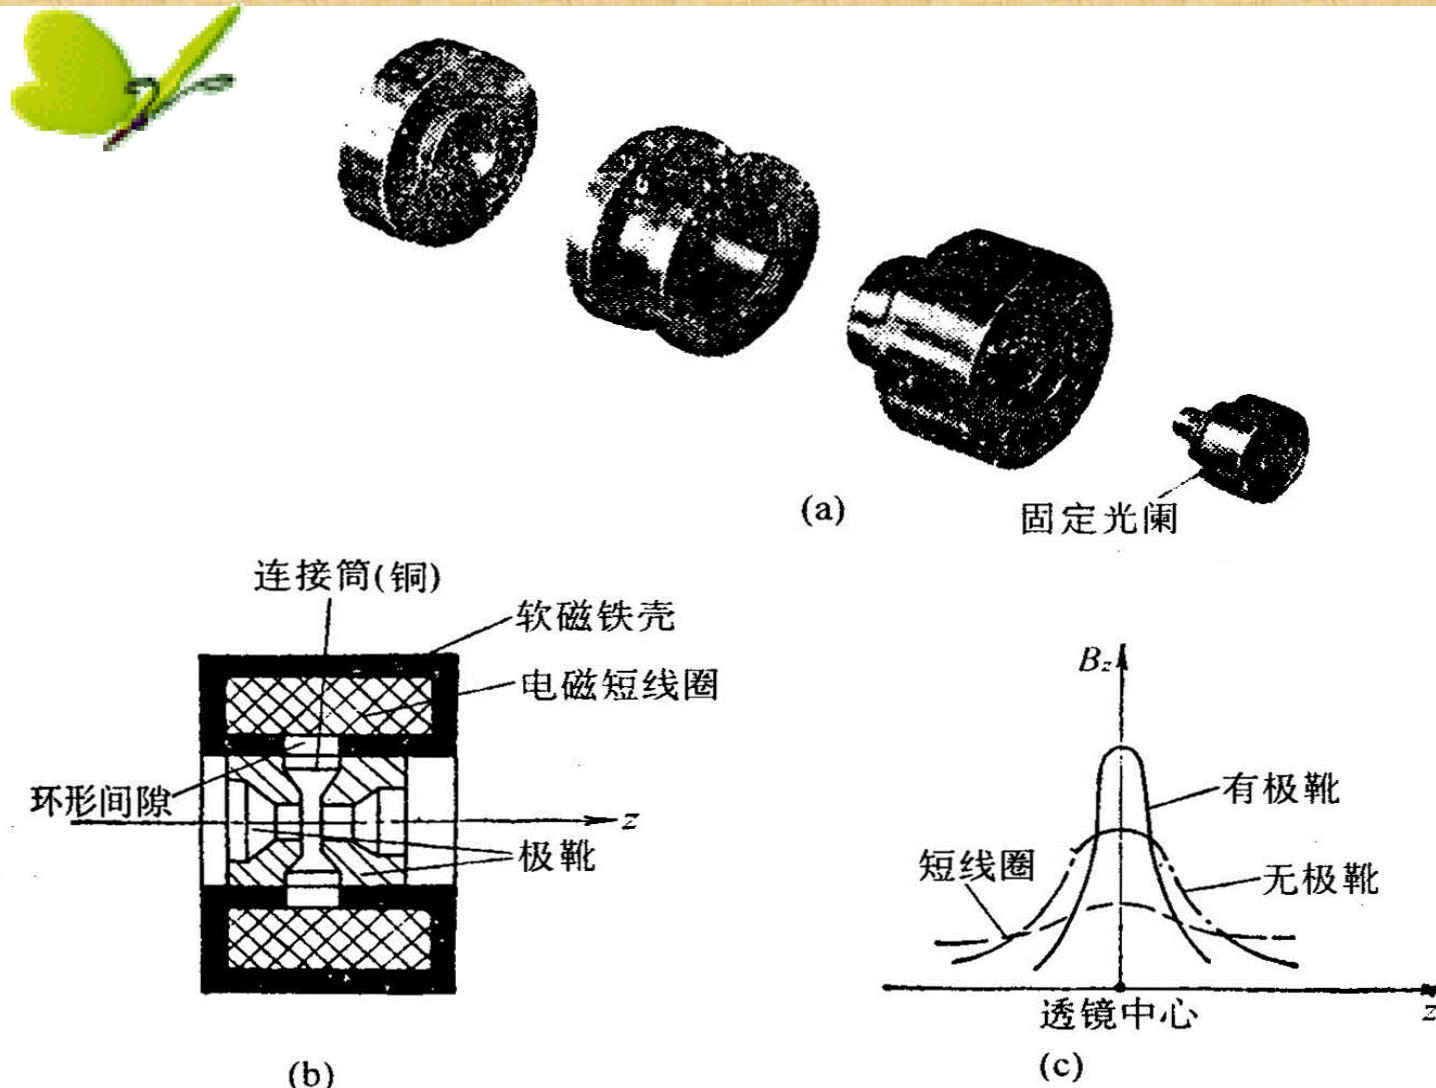 (a)
固定光阑
连接筒(铜)
软磁铁壳
电磁短线圈
环形间隙
z
极靴
(b)
Bz
有极靴
短线圈
无极靴
透镜中心
z
(c)